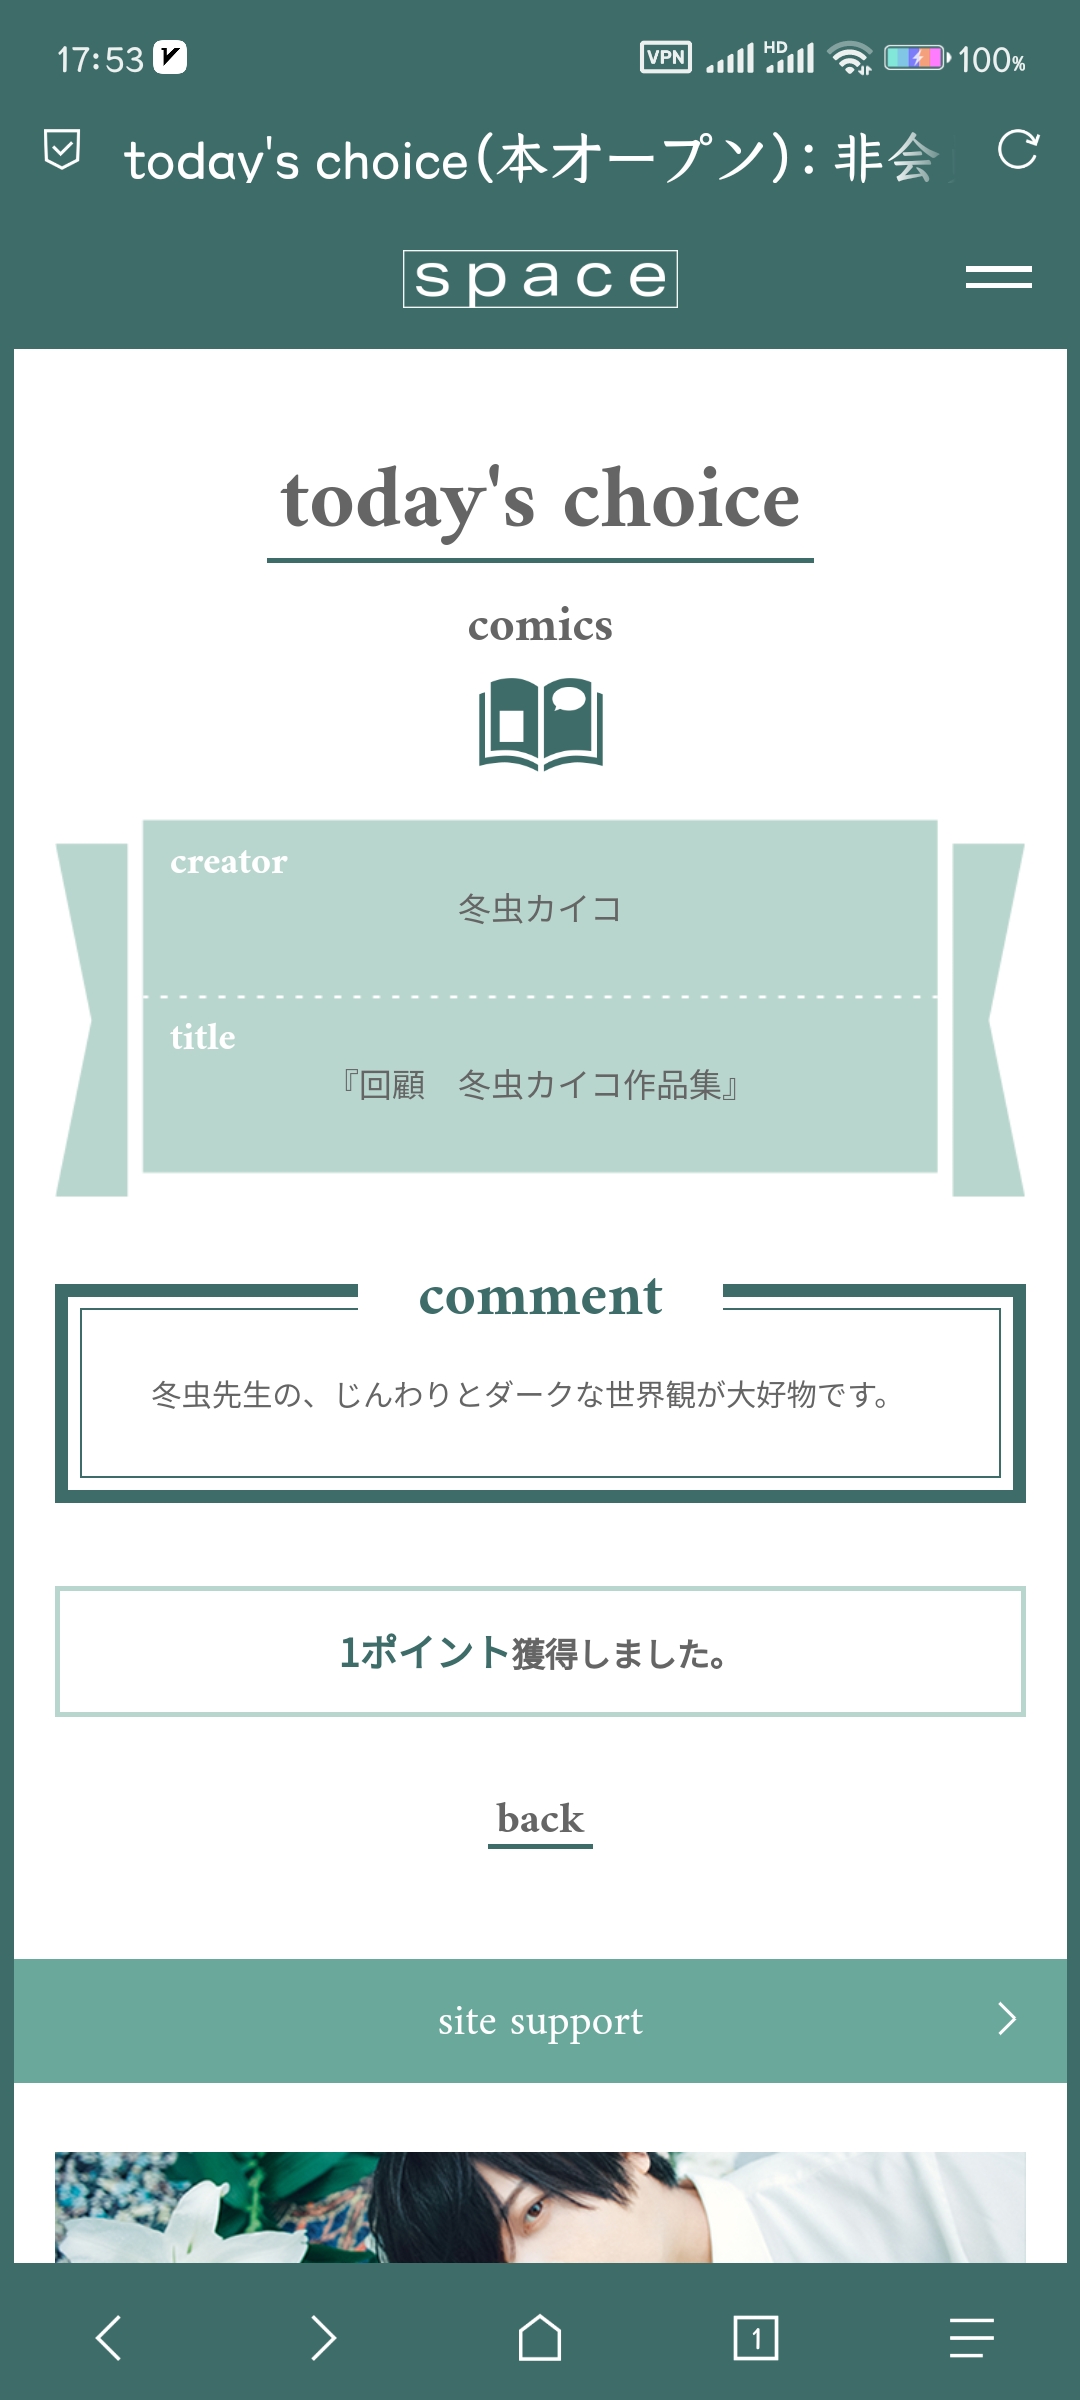 17:53
VPN
HD
100%
today's choice(本オープン): 非会
space
today's choice
comics
creator
冬虫カイコ
title
『回顧　冬虫カイコ作品集』
comment
冬虫先生の、じんわりとダークな世界観が大好物です。
1ポイント獲得しました。
back
site support
1